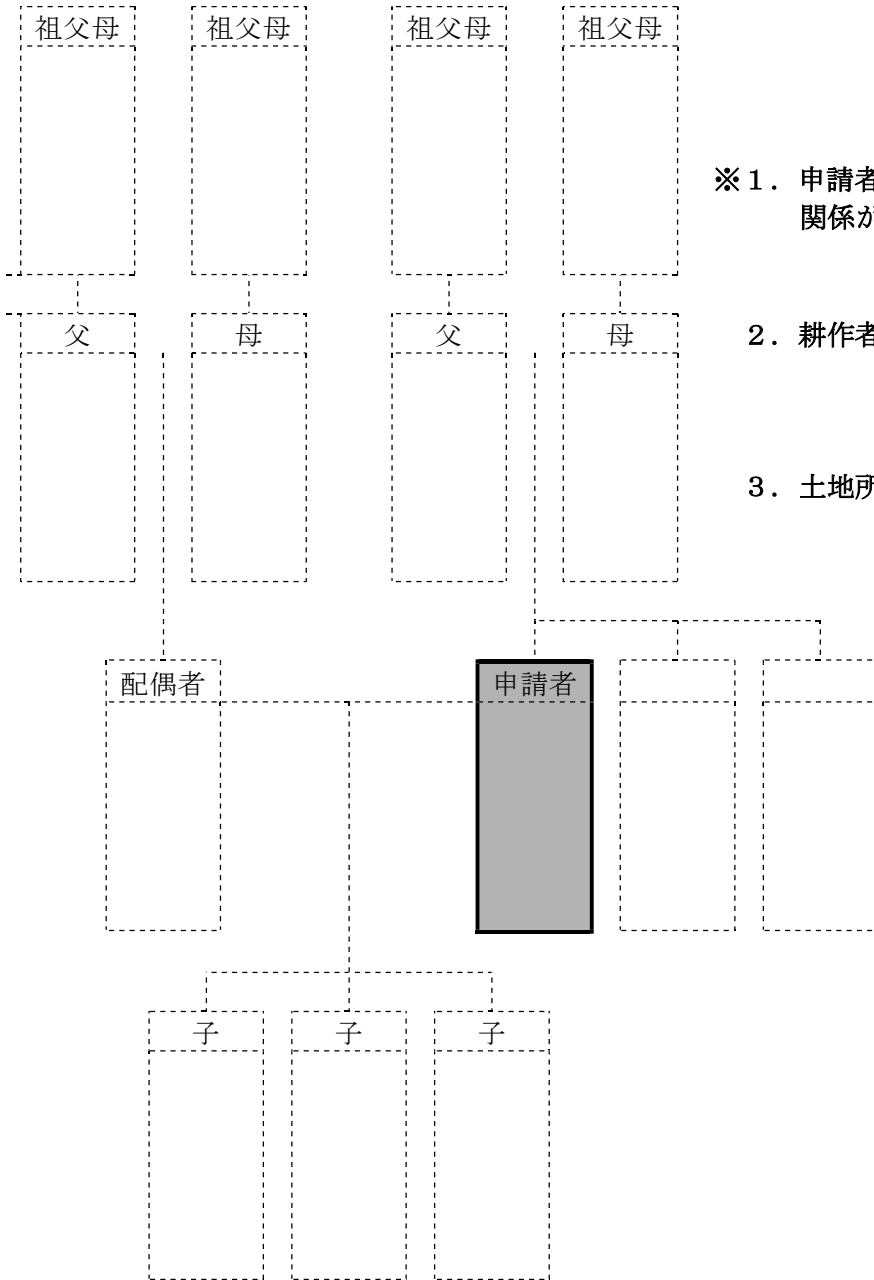 祖父母 祖父母 祖父母 祖父母
※1．申請者
関係が
父 母 父 母
2．耕作者
3．土地所
配偶者 申請者
子 子 子